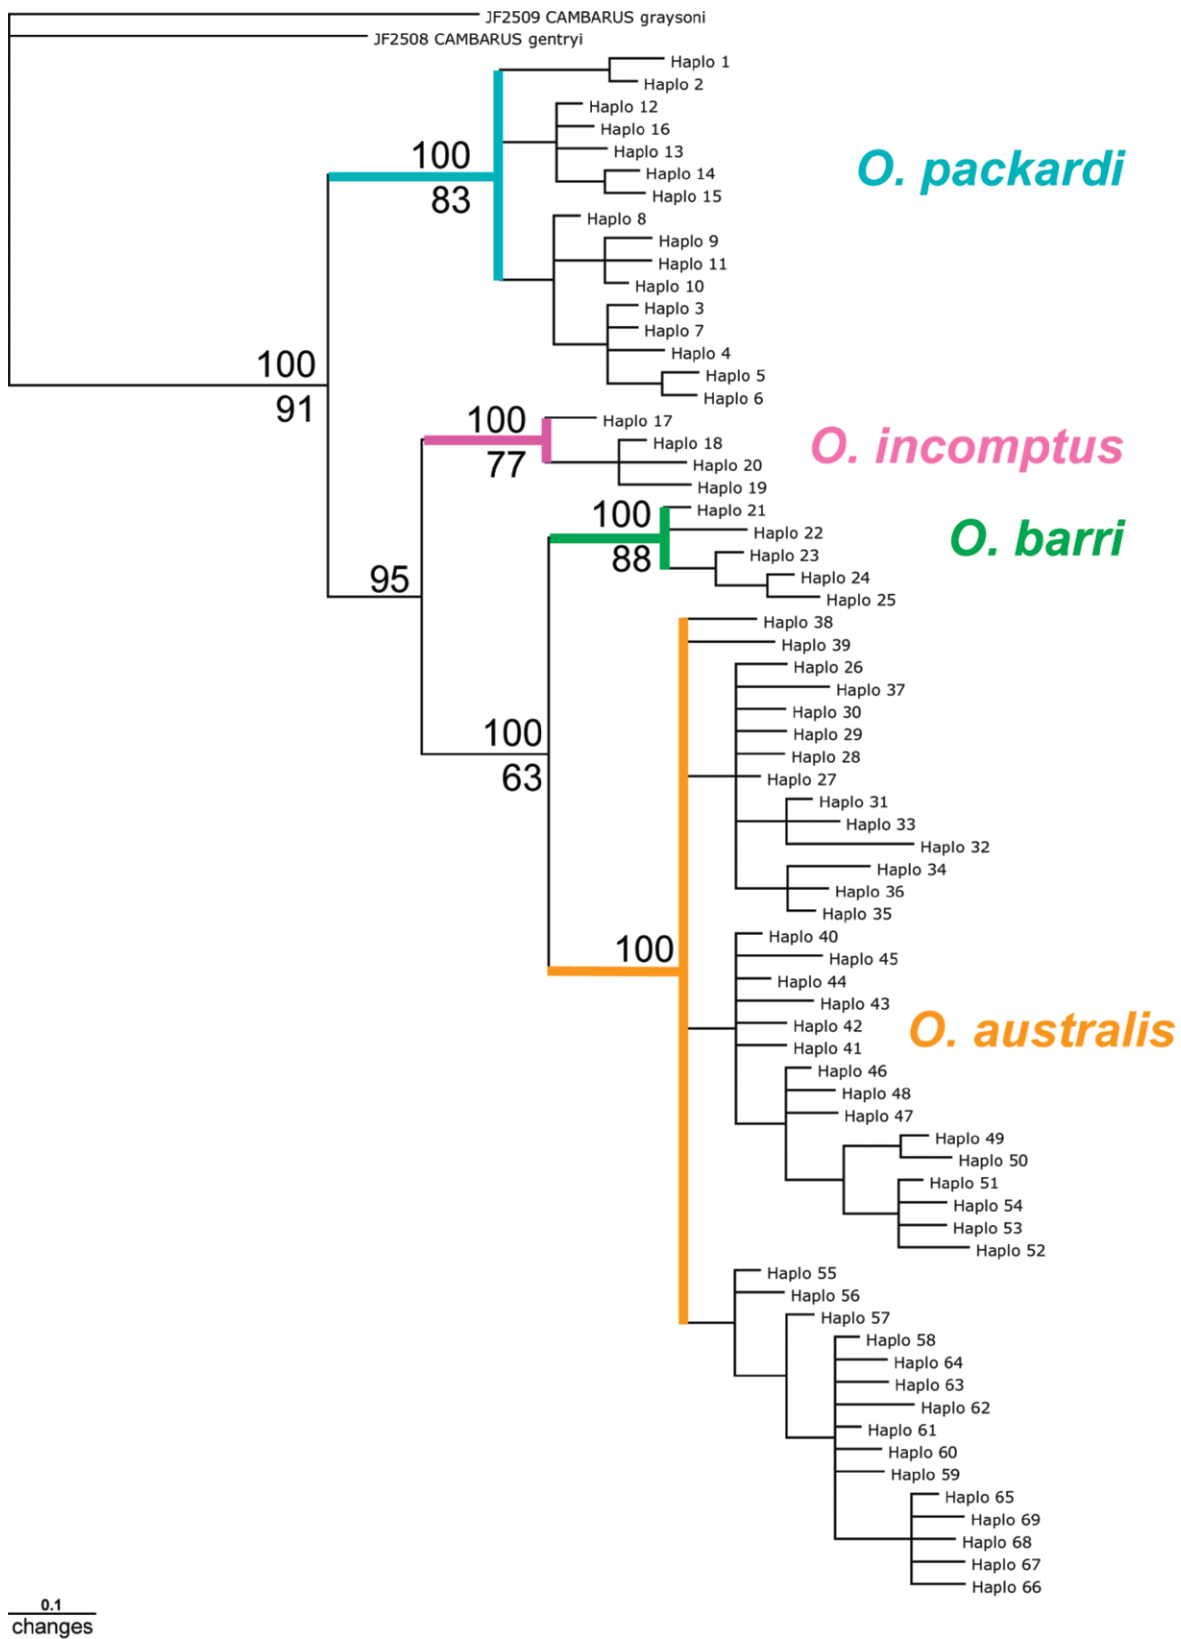 JF2509 CAMBARUS graysoni
JF2508 CAMBARUS gentryi
Haplo 1
Haplo 2
Haplo 12
Haplo 16
Haplo 13
Haplo 14
Haplo 15
100
83
O. packardi
Haplo 8
Haplo 9
Haplo 11
Haplo 10
Haplo 3
Haplo 7
Haplo 4
Haplo 5
Haplo 6
100
91
Haplo 17
Haplo 18
Haplo 20
Haplo 19
100
77
O. incomptus
Haplo 21
Haplo 22
Haplo 23
Haplo 24
Haplo 25
100
88
O. barri
95
Haplo 38
Haplo 39
Haplo 26
Haplo 37
Haplo 30
Haplo 29
Haplo 28
Haplo 27
100
63
Haplo 31
Haplo 33
Haplo 32
Haplo 34
Haplo 36
Haplo 35
Haplo 40
Haplo 45
Haplo 44
Haplo 43
Haplo 42
Haplo 41
100
O. australis
Haplo 46
Haplo 48
Haplo 47
Haplo 49
Haplo 50
Haplo 51
Haplo 54
Haplo 53
Haplo 52
Haplo 55
Haplo 56
Haplo 57
Haplo 58
Haplo 64
Haplo 63
Haplo 62
Haplo 61
Haplo 60
Haplo 59
Haplo 65
Haplo 69
Haplo 68
Haplo 67
Haplo 66
0.1
changes